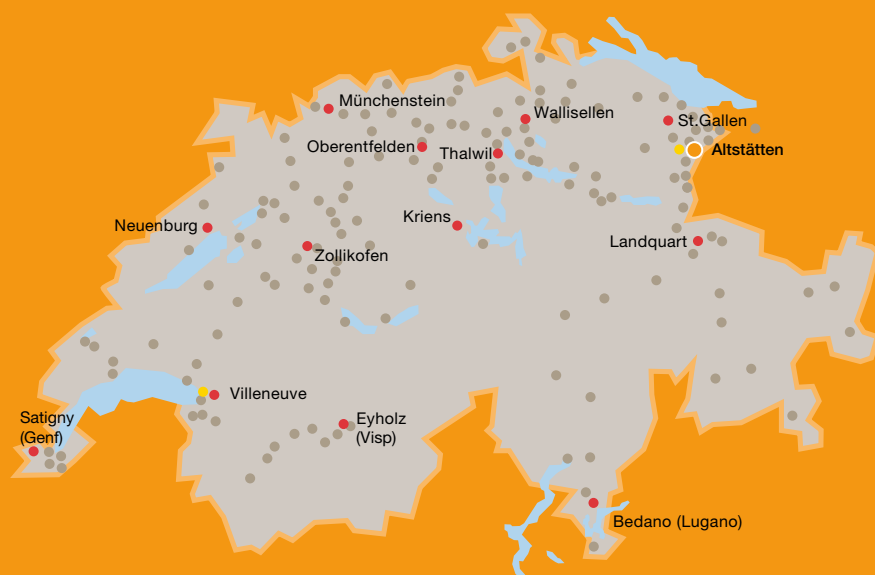 Münchenstein
Wallisellen
St.Gallen
Oberentfelden
Thalwil
Altstätten
Kriens
Neuenburg
Landquart
Zollikofen
Villeneuve
Satigny
(Genf)
Eyholz
(Visp)
Bedano (Lugano)